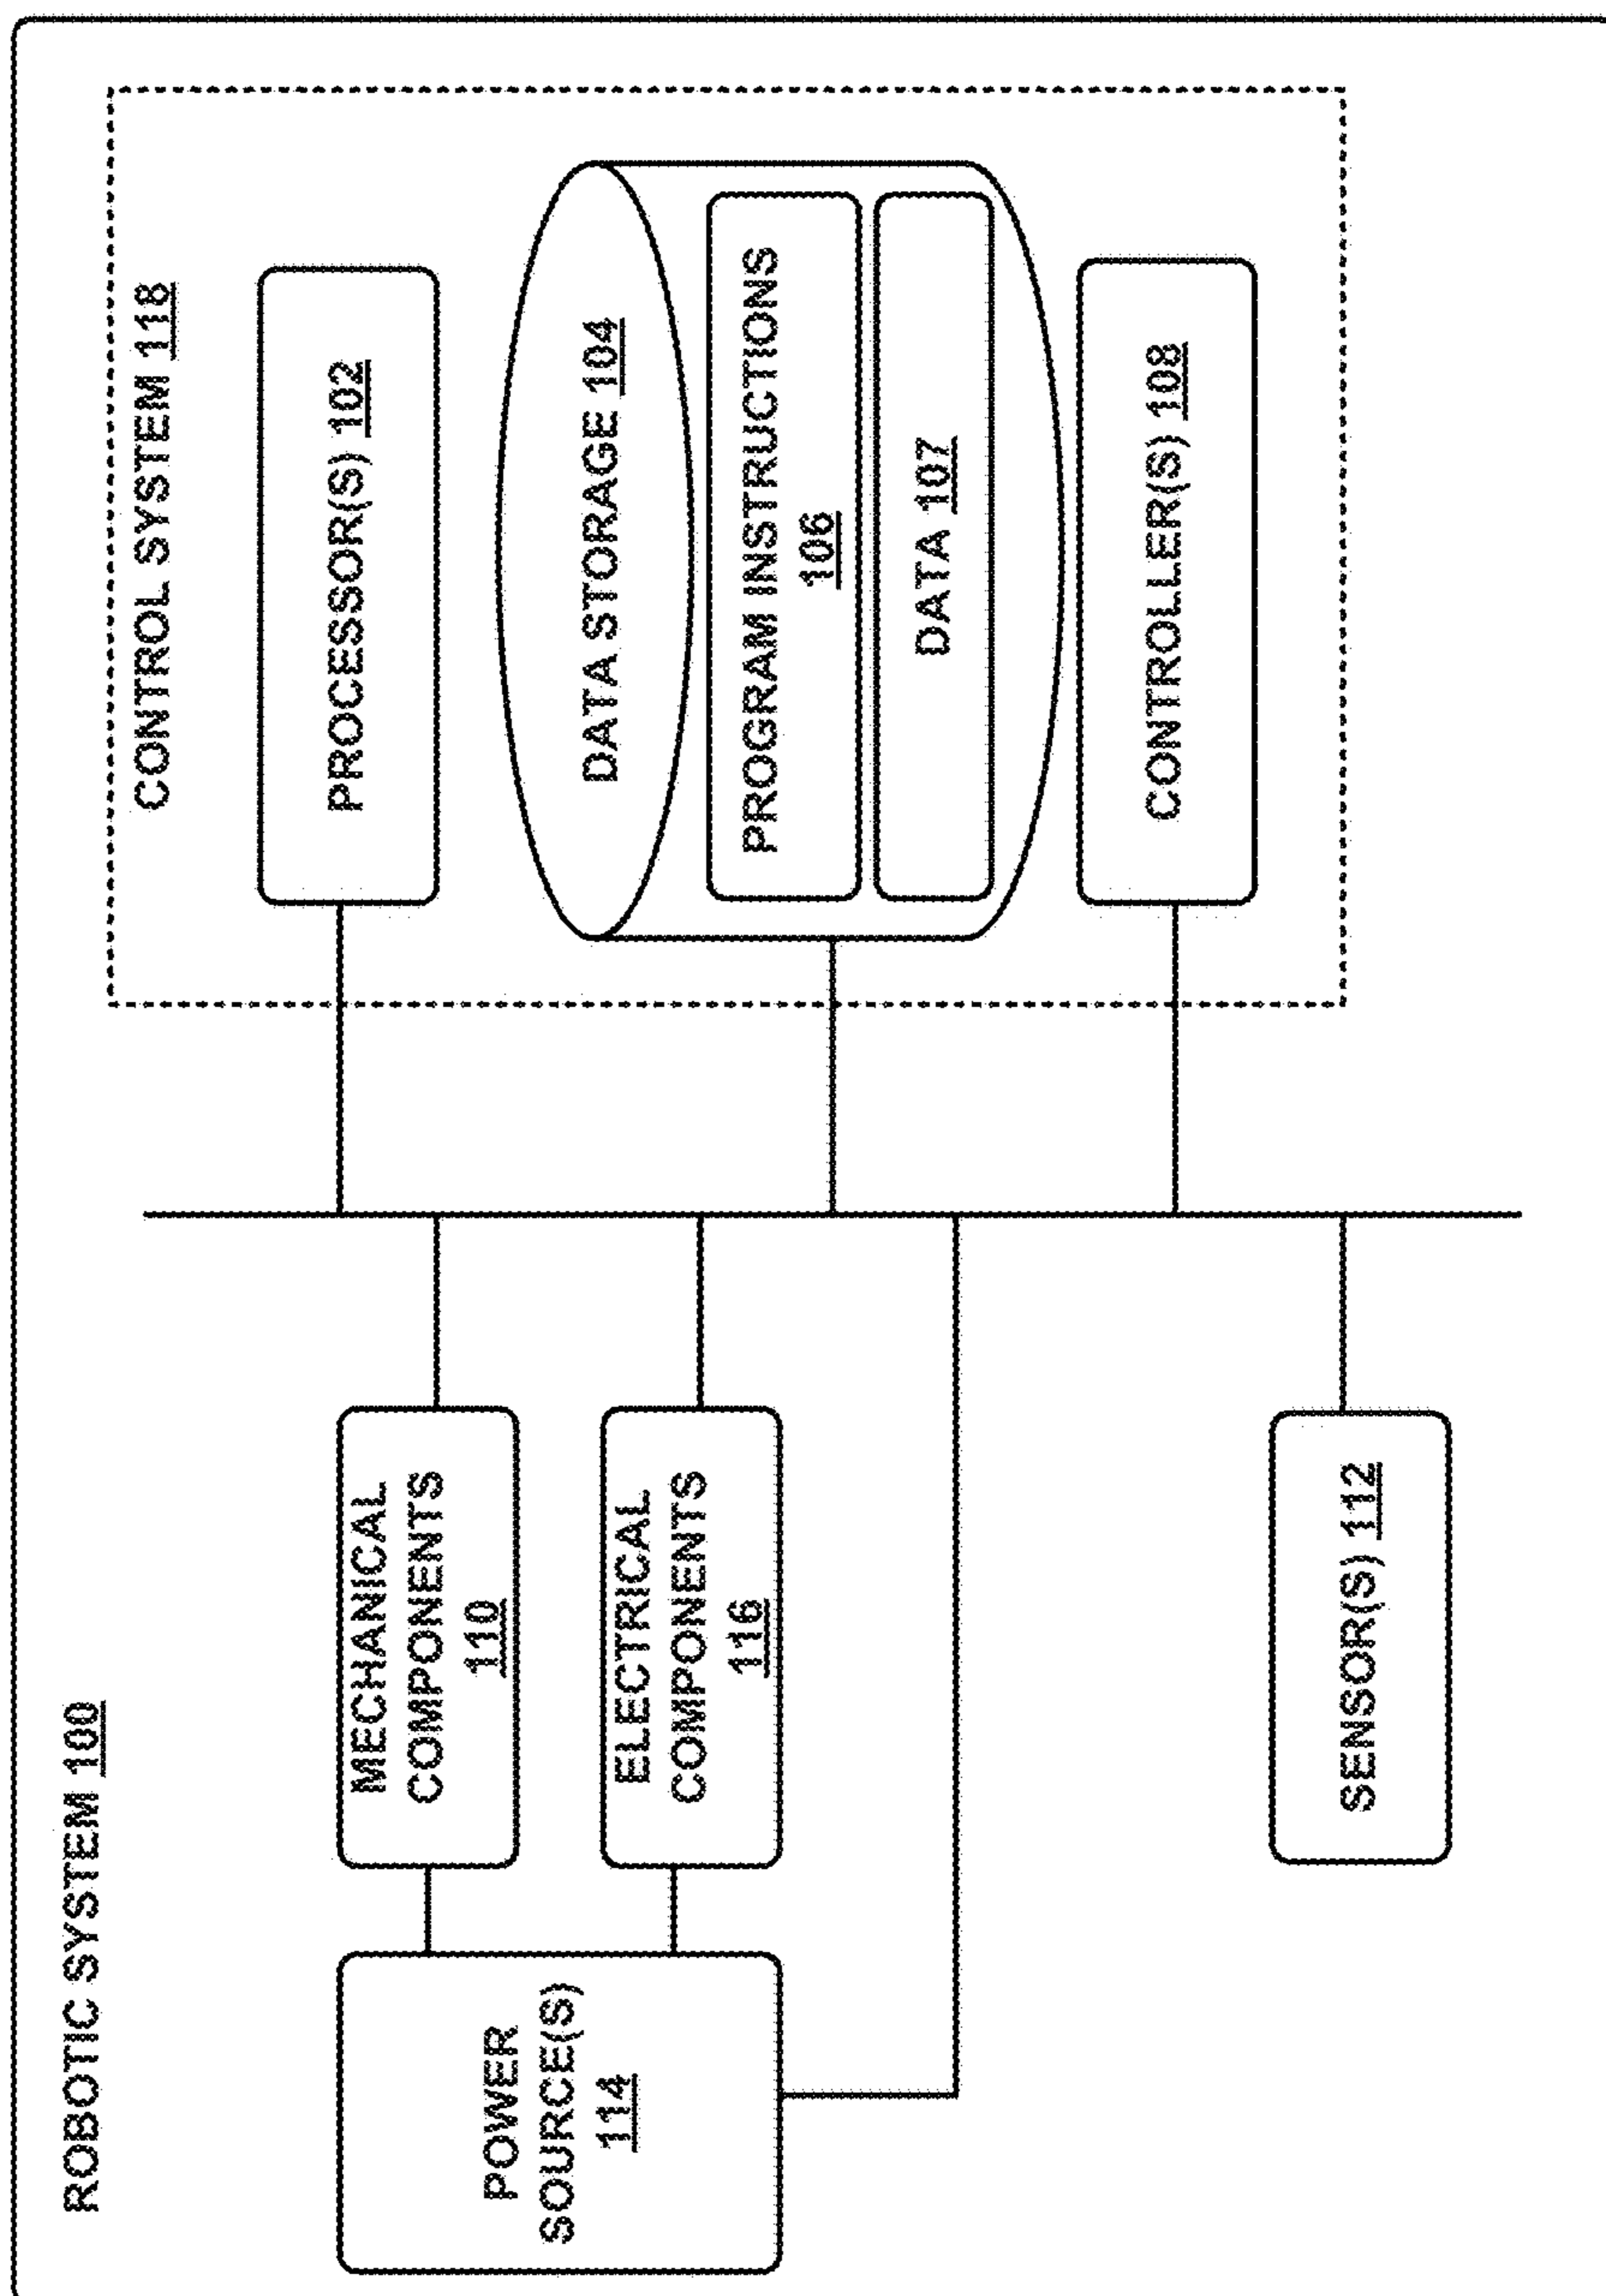 ROBOTIC SYSTEM 100
POWER
SOURCE(S)
114
MECHANICAL
COMPONENTS
110
ELECTRICAL
COMPONENTS
116
SENSOR(S) 112
CONTROL SYSTEM 118
PROCESSOR(S) 102
DATA STORAGE 104
PROGRAM INSTRUCTIONS
106
DATA 107
CONTROLLER(S) 108